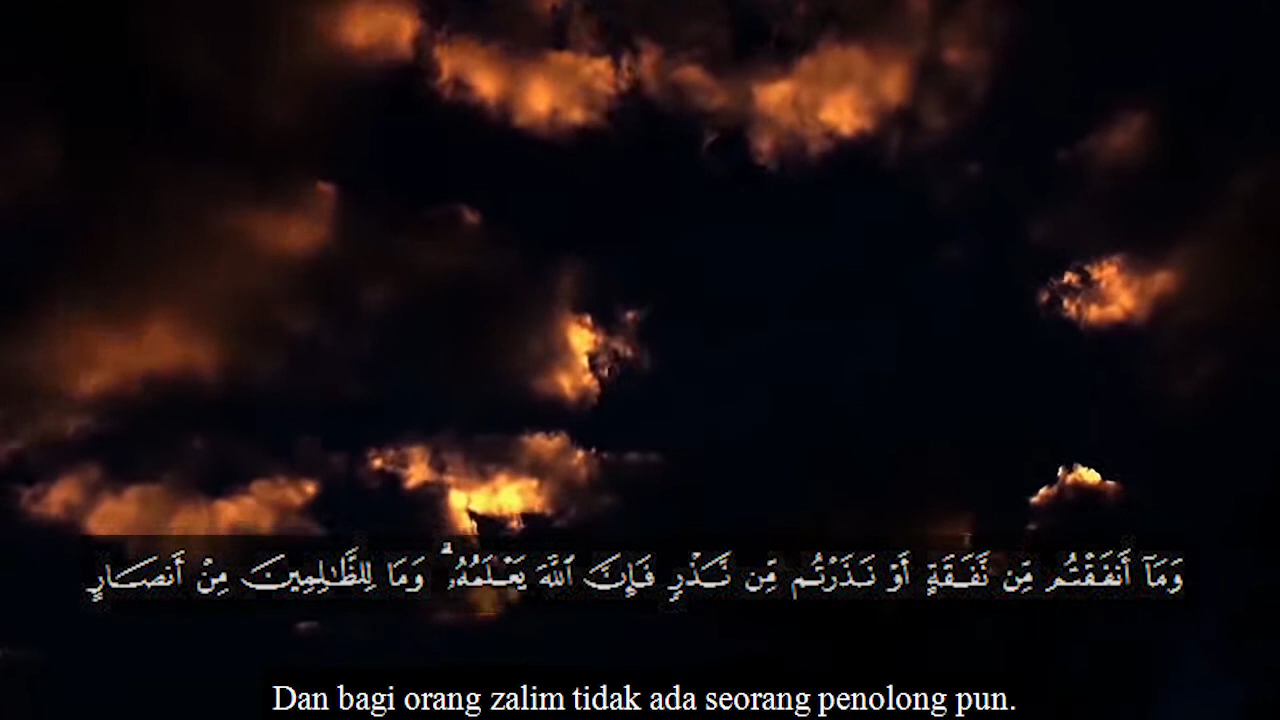 وَمَآ أَنفَقْتُم مِّن نَّفَقَةٍ أَوْ نَذَرْتُم مِّن نَّذْرٍ فَإِنَّ ٱللَّهَ يَعْلَمُهُۥ ۗ وَمَا لِلظَّـٰلِمِينَ مِنْ أَنصَارٍ
Dan bagi orang zalim tidak ada seorang penolong pun.